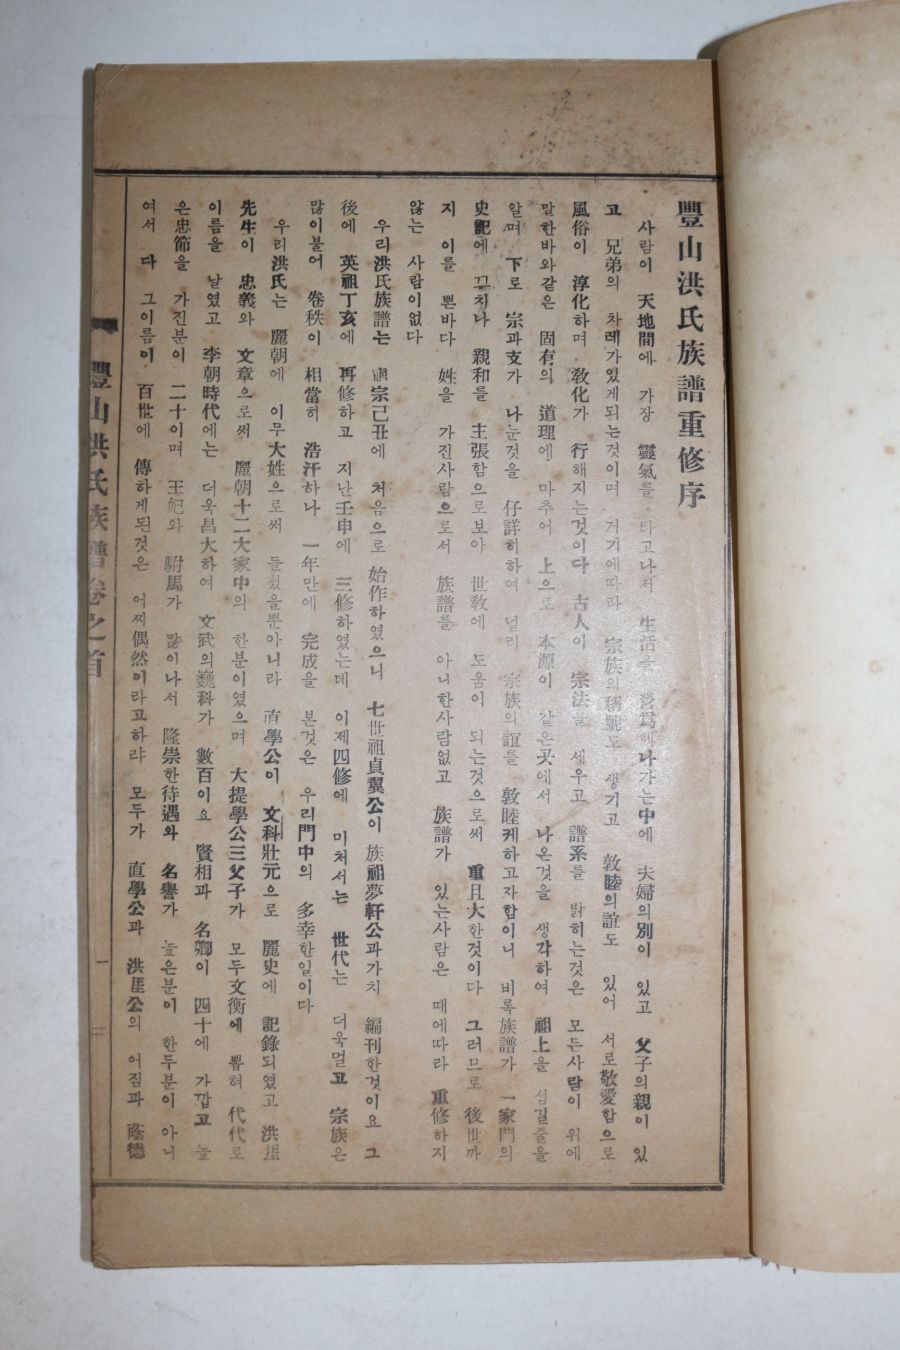 豐山洪氏族譜重修序
사람이 天地間에 가장 靈氣를 타고나서 生活을 營爲해나가는中에 夫婦의別이 있고 父子의親이 있
고 兄弟의 차례가있게되는것이며 거기에따라 宗族의稱號도 생기고 敦睦의誼도 있어 서로敬愛함으로
風俗이 淳化하며 敎化가 行해지는것이다 古人이 宗法을 세우고 譜系를 밝히는것은 모든사람이 위에
말한바와같은 固有의 道理에 마추어 上으로 本源이 같은곳에서 나온것을 생각하여 祖上을 섬길줄을
알며 下로 宗과支가 나눈것을 仔詳히하여 널리 宗族의誼를 敦睦케하고자함이니 비록族譜가 一家門의
史記에 끄치나 親和를 主張함으로보아 世敎에 도움이 되는것으로써 重且大한것이다 그러므로 後世까
지 이를 뽄바다 姓을 가진사람으로서 族譜를 아니한사람없고 族譜가 있는사람은 때에따라 重修하지
않는 사람이없다
우리洪氏族譜는 肅宗己丑에 처음으로 始作하였으니 七世祖貞翼公이 族祖夢軒公과가치 編刊한것이요 그
後에 英祖丁亥에 再修하고 지난壬申에 三修하였는데 이제四修에 미처서는 世代는 더욱멀고 宗族은
많이불어 卷秩이 相當히 浩汗하나 一年만에 完成을 본것은 우리門中의 多幸한일이다
우리洪氏는 麗朝에 이무大姓으로써 들렸을뿐아니라 直學公이 文科壯元으로 麗史에 記錄되였고 洪厓
先生이 忠義와 文章으로써 麗朝十二大家中의 한분이였으며 大提學公三父子가 모두文衡에 뽑혀 代代로
이름을 날였고 李朝時代에는 더욱昌大하여 文武의巍科가 數百이요 賢相과 名卿이 四十에 가깝고 높
은忠節을 가진분이 二十이며 王妃와 駙馬가 많이나서 隆崇한待遇와 名譽가 높은분이 한두분이 아니
여서 다 그이름이 百世에 傳하게된것은 어찌偶然이라고하랴 모두가 直學公과 洪厓公의 어짐과 蔭德
豐山洪氏族譜卷之首
一